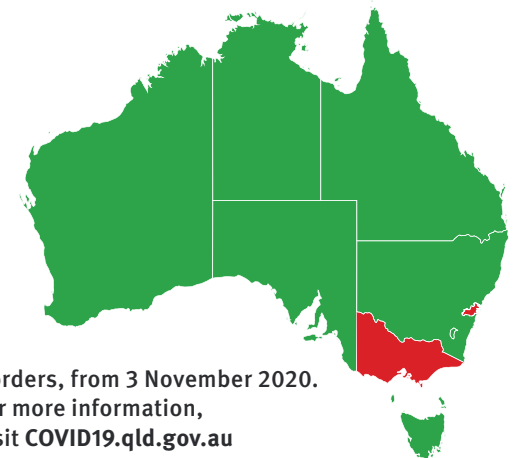 orders, from 3 November 2020.
r more information,
sit COVID19.qld.gov.au